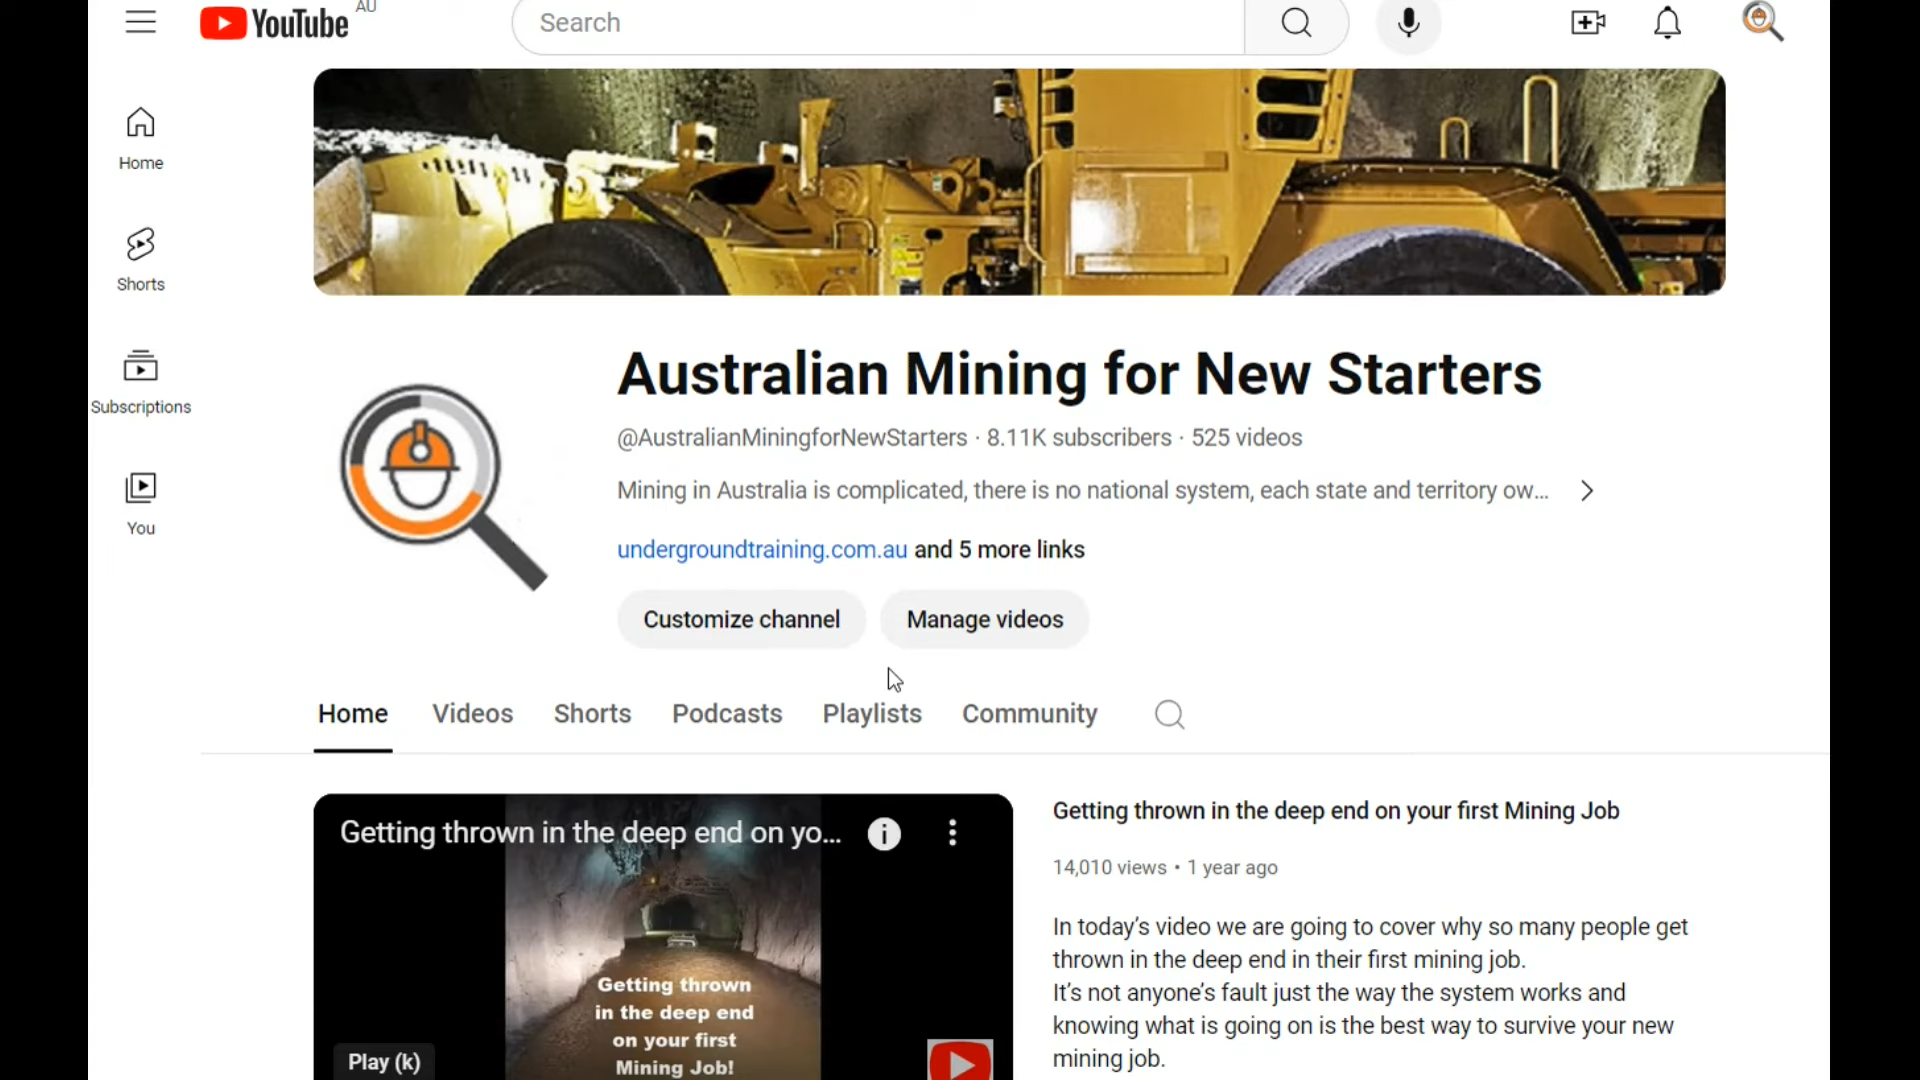 YouTube AU
Search
Home
Shorts
Subscriptions
You
Australian Mining for New Starters
@AustralianMiningforNewStarters · 8.11K subscribers · 525 videos
Mining in Australia is complicated, there is no national system, each state and territory ow...
undergroundtraining.com.au and 5 more links
Customize channel Manage videos
Home Videos Shorts Podcasts Playlists Community
Getting thrown in the deep end on yo...
Getting thrown
in the deep end
on your first
Mining Job!
Play (k)
Getting thrown in the deep end on your first Mining Job
14,010 views • 1 year ago
In today's video we are going to cover why so many people get
thrown in the deep end in their first mining job.
It's not anyone's fault just the way the system works and
knowing what is going on is the best way to survive your new
mining job.